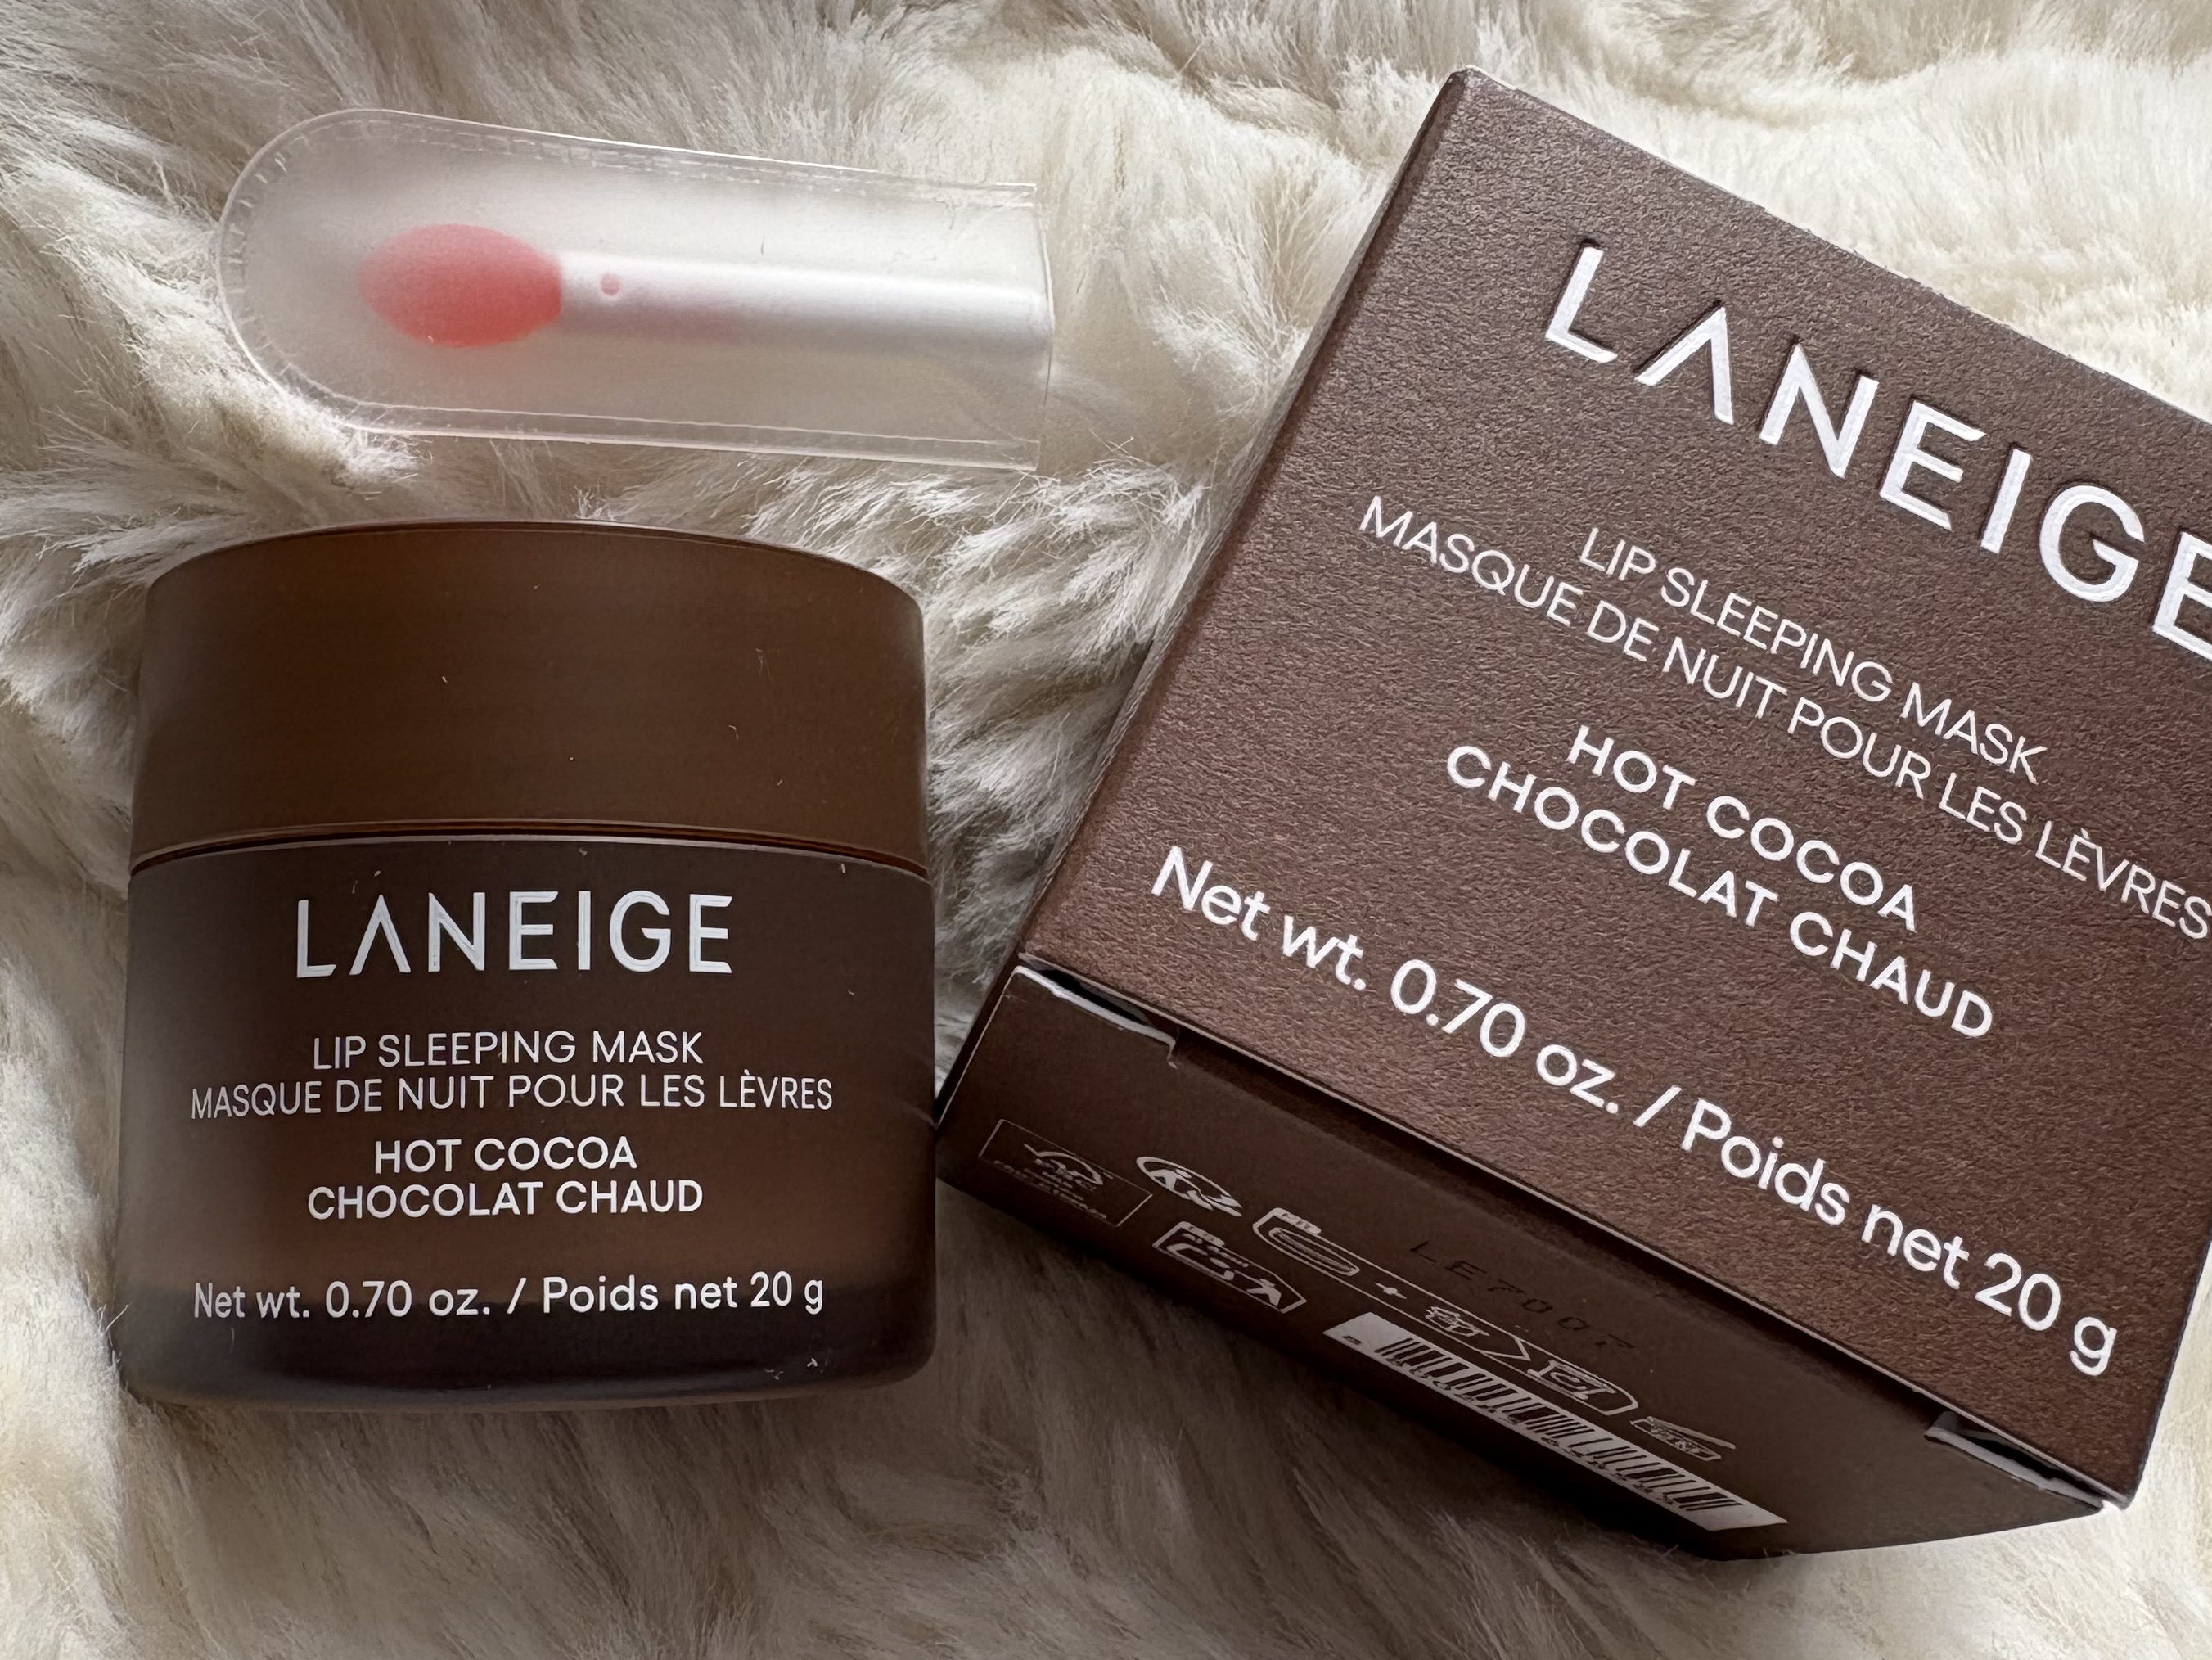 LANEIGE
LIP SLEEPING MASK
MASQUE DE NUIT POUR LES LÈVRES
HOT COCOA
CHOCOLAT CHAUD
Net wt. 0.70 oz. / Poids net 20 g
LANEIGE
LIP SLEEPING MASK
MASQUE DE NUIT POUR LES LÈVRES
HOT COCOA
CHOCOLAT CHAUD
Net wt. 0.70 oz. / Poids net 20 g